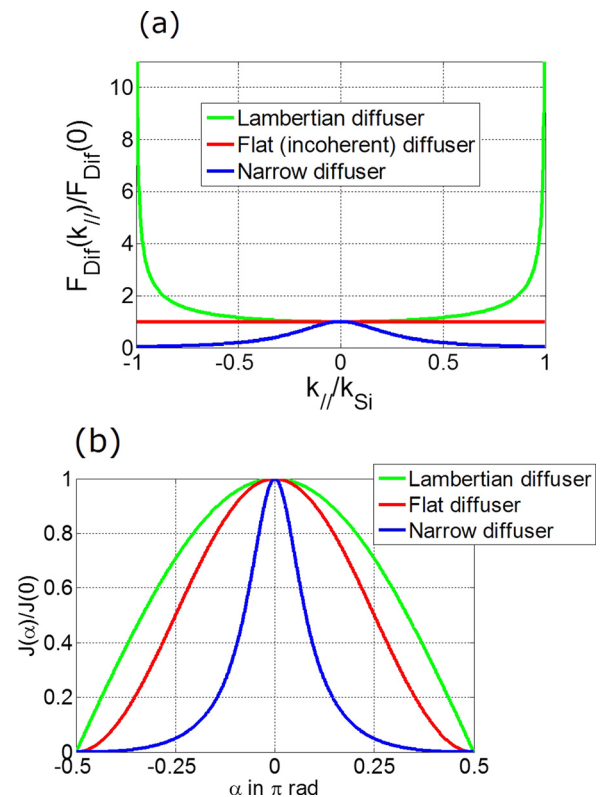 (a)
F_Dif(k_//)/F_Dif(0)
10
8
6
4
2
0
Lambertian diffuser
Flat (incoherent) diffuser
Narrow diffuser
-1 -0.5 0 0.5 1
k_///k_Si
(b)
J(α)/J(0)
1
0.8
0.6
0.4
0.2
0
Lambertian diffuser
Flat diffuser
Narrow diffuser
-0.5 -0.25 0 0.25 0.5
α in π rad